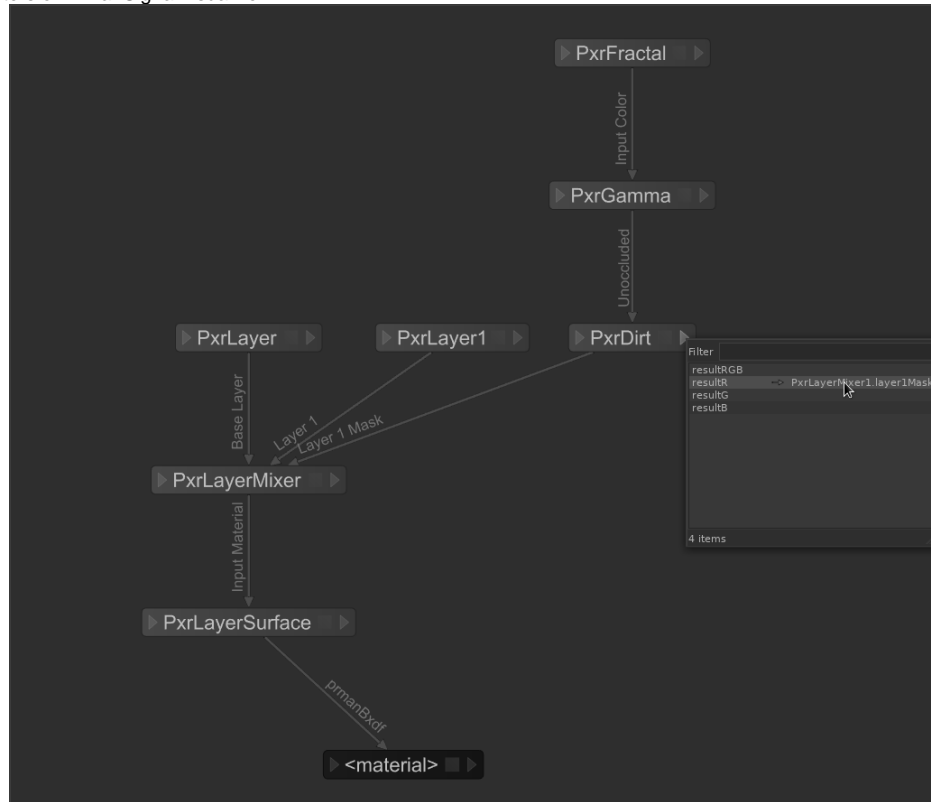 PxrFractal
Input Color
PxrGamma
Unoccluded
PxrLayer
PxrLayer1
PxrDirt
Filter
resultRGB
resultR PxrLayerMixer1.layer1Mask
resultG
resultB
4 items
Base Layer
Layer 1
Layer 1 Mask
PxrLayerMixer
Input Material
PxrLayerSurface
prmanBxdf
<material>